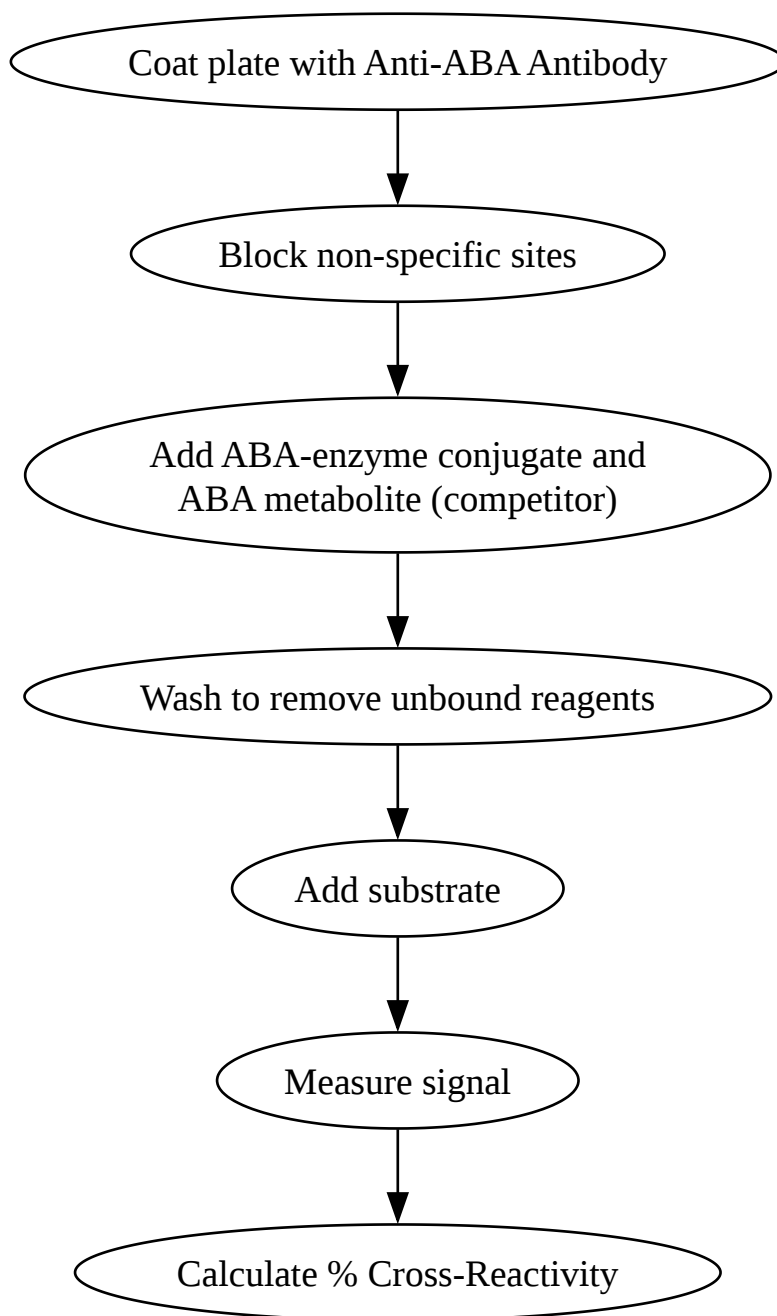 Coat plate with Anti-ABA Antibody
Block non-specific sites
Add ABA-enzyme conjugate and
ABA metabolite (competitor)
Wash to remove unbound reagents
Add substrate
Measure signal
Calculate % Cross-Reactivity